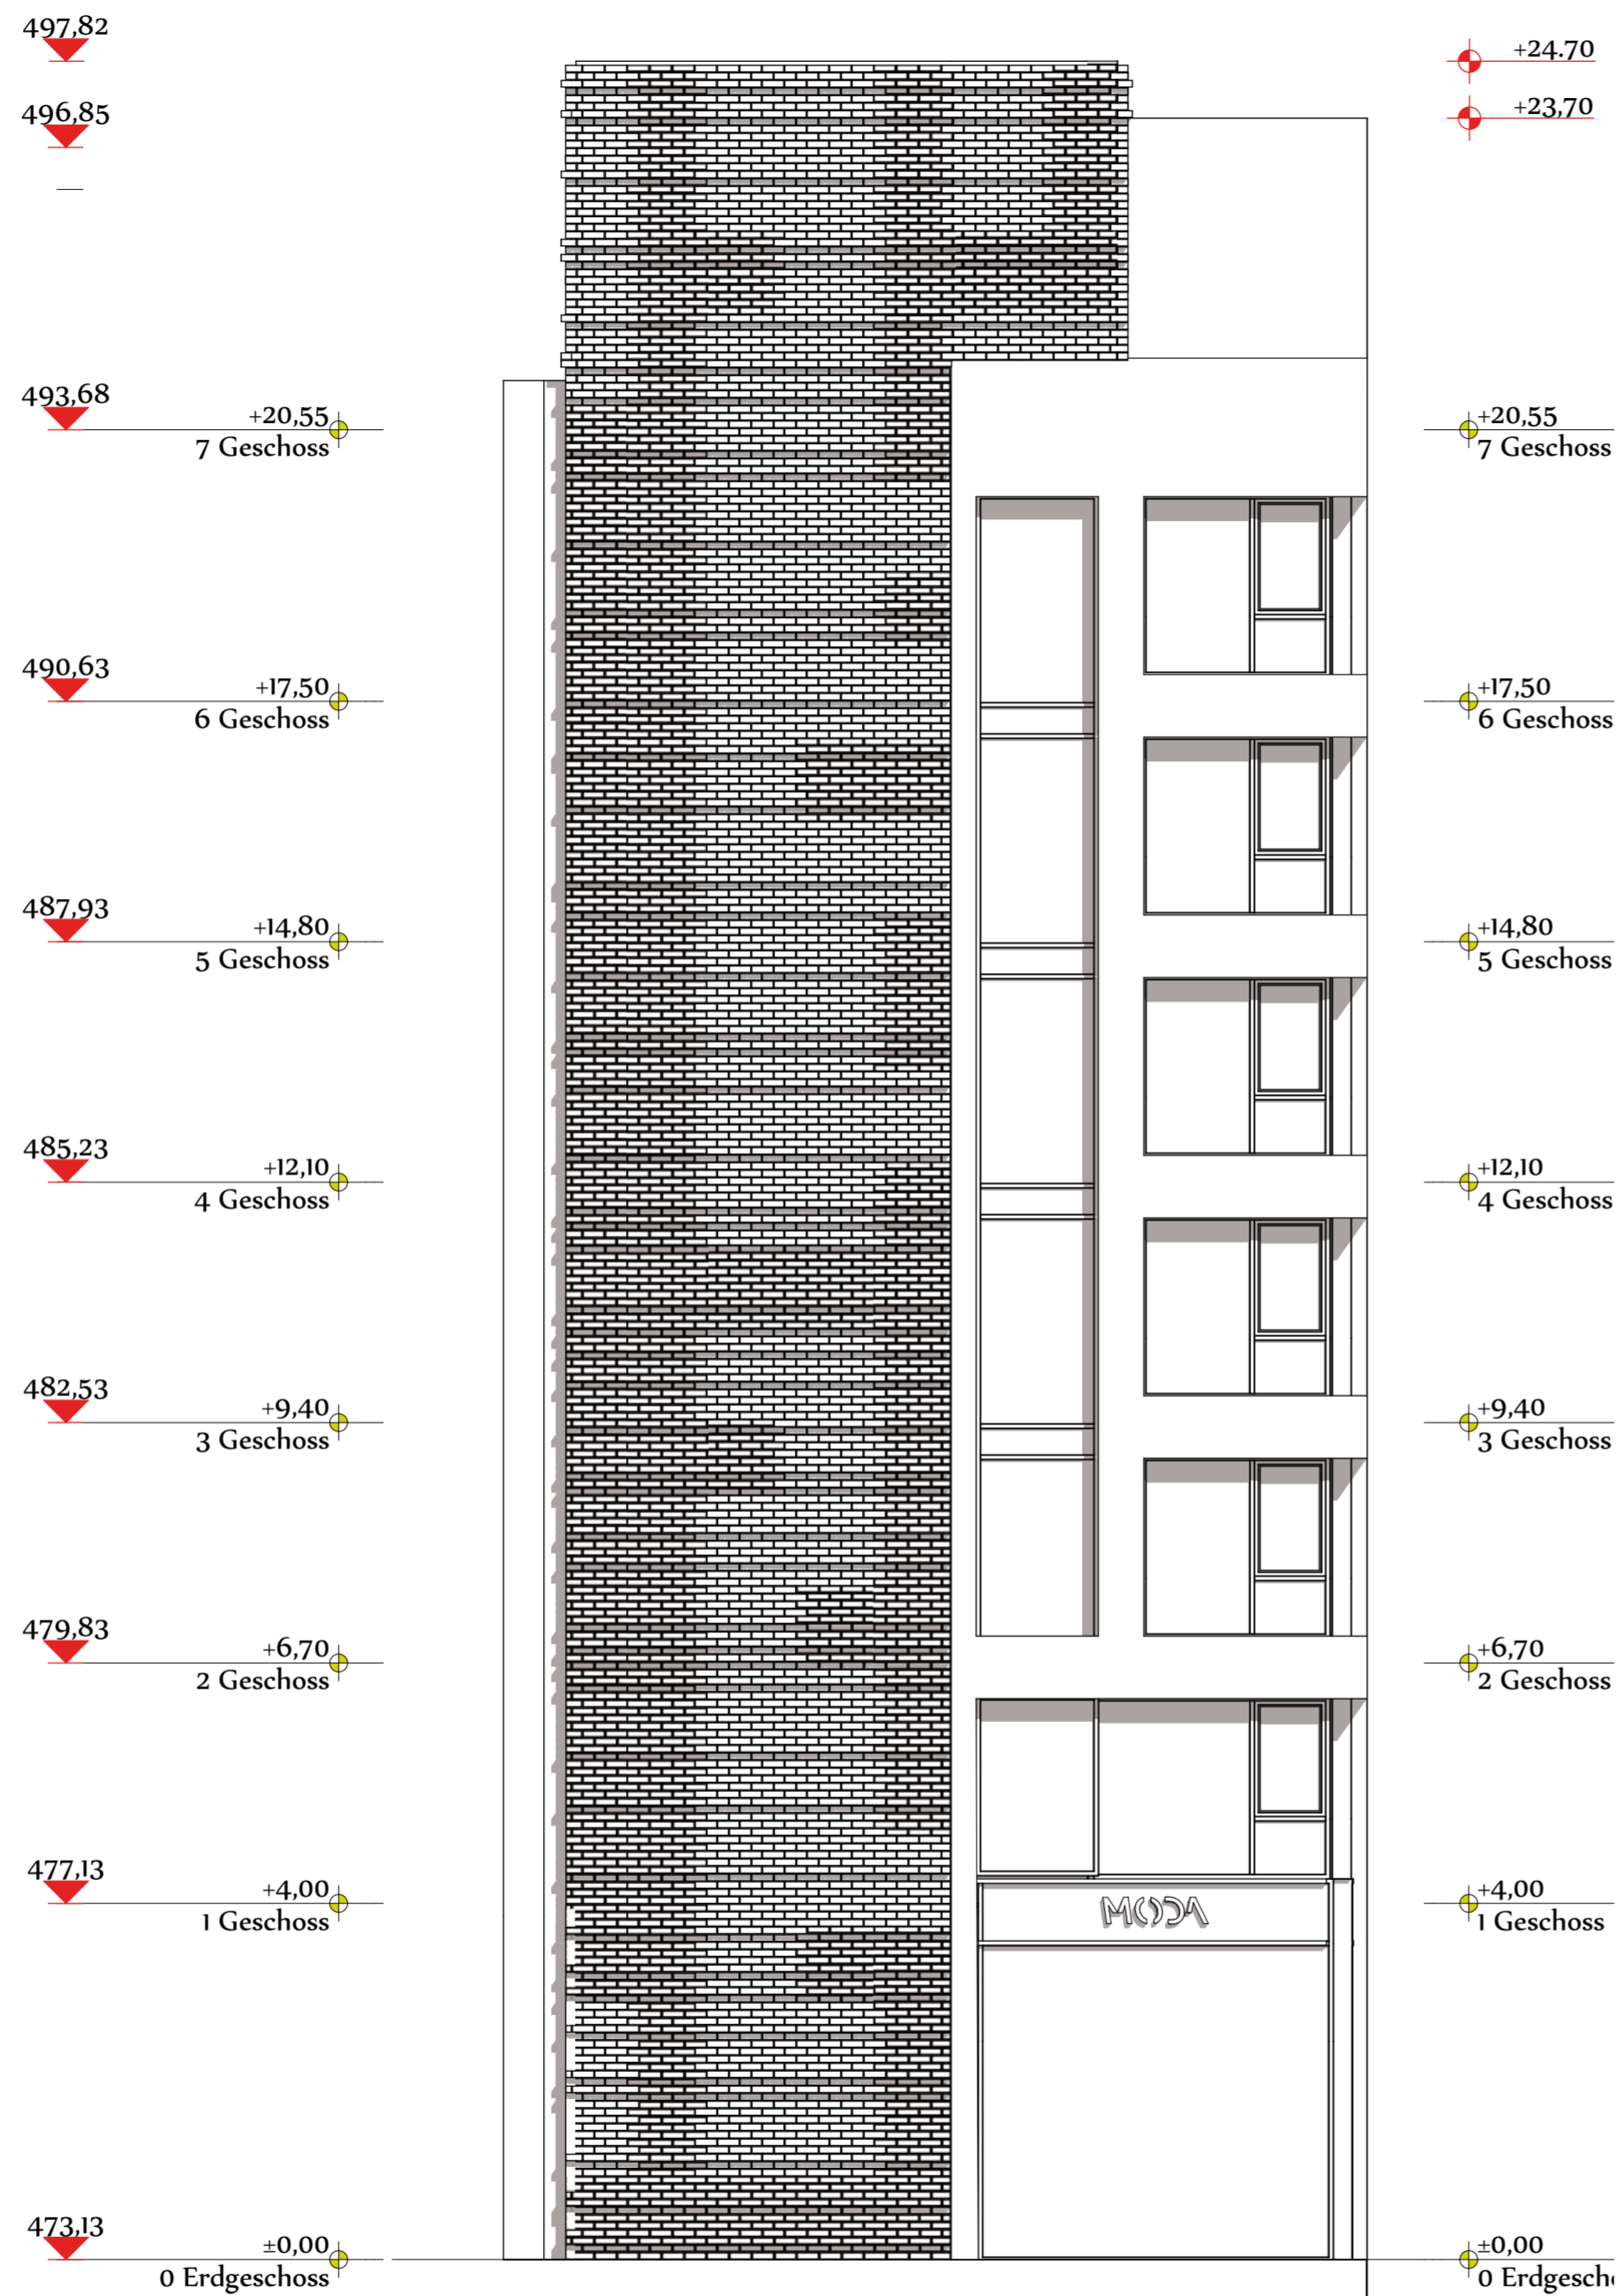 497,82
+24.70
496,85
+23,70
493,68
+20,55
7 Geschoss
+20,55
7 Geschoss
490,63
+17,50
6 Geschoss
+17,50
6 Geschoss
487,93
+14,80
5 Geschoss
+14,80
5 Geschoss
485,23
+12,10
4 Geschoss
+12,10
4 Geschoss
482,53
+9,40
3 Geschoss
+9,40
3 Geschoss
479,83
+6,70
2 Geschoss
+6,70
2 Geschoss
477,13
+4,00
1 Geschoss
MODA
+4,00
1 Geschoss
473,13
±0,00
0 Erdgeschoss
±0,00
0 Erdgesch